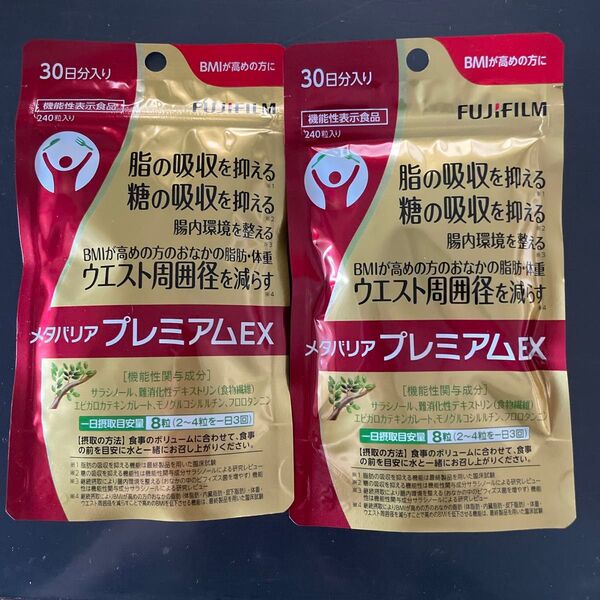 30日分入り
BMIが高めの方に
機能性表示食品
240粒入り
FUJIFILM
脂の吸収を抑える※1
糖の吸収を抑える※2
腸内環境を整える※3
BMIが高めの方のおなかの脂肪・体重
ウエスト周囲径を減らす※4
メタバリア プレミアムEX
[機能性関与成分]
サラシノール、難消化性デキストリン(食物繊維)
エピガロカテキンガレート、モノグルコシルルチン、フロロタンニン
一日摂取目安量 8粒(2～4粒を一日3回)
[摂取の方法] 食事のボリュームに合わせて、食事
の前を目安に水と一緒にお召し上がりください。
30日分入り
BMIが高めの方に
機能性表示食品
240粒入り
FUJIFILM
脂の吸収を抑える※1
糖の吸収を抑える※2
腸内環境を整える※3
BMIが高めの方のおなかの脂肪・体重
ウエスト周囲径を減らす※4
メタバリア プレミアムEX
[機能性関与成分]
サラシノール、難消化性デキストリン(食物繊維)
エピガロカテキンガレート、モノグルコシルルチン、フロロタンニン
一日摂取目安量 8粒(2～4粒を一日3回)
[摂取の方法] 食事のボリュームに合わせて、食事
の前を目安に水と一緒にお召し上がりください。